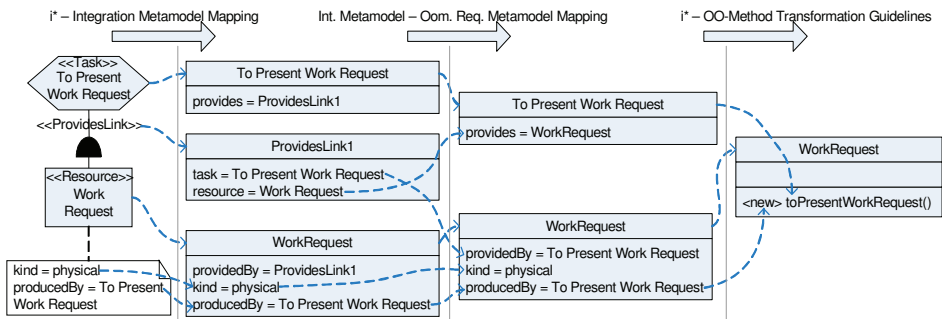 i* – Integration Metamodel Mapping
Int. Metamodel – Oom. Req. Metamodel Mapping
i* – OO-Method Transformation Guidelines
<<Task>>
To Present
Work Request
<<ProvidesLink>>
<<Resource>>
Work
Request
kind = physical
producedBy = To Present
Work Request
To Present Work Request
provides = ProvidesLink1
ProvidesLink1
task = To Present Work Request
resource = Work Request
WorkRequest
providedBy = ProvidesLink1
kind = physical
producedBy = To Present Work Request
To Present Work Request
provides = WorkRequest
WorkRequest
providedBy = To Present Work Request
kind = physical
producedBy = To Present Work Request
WorkRequest
<new> toPresentWorkRequest()